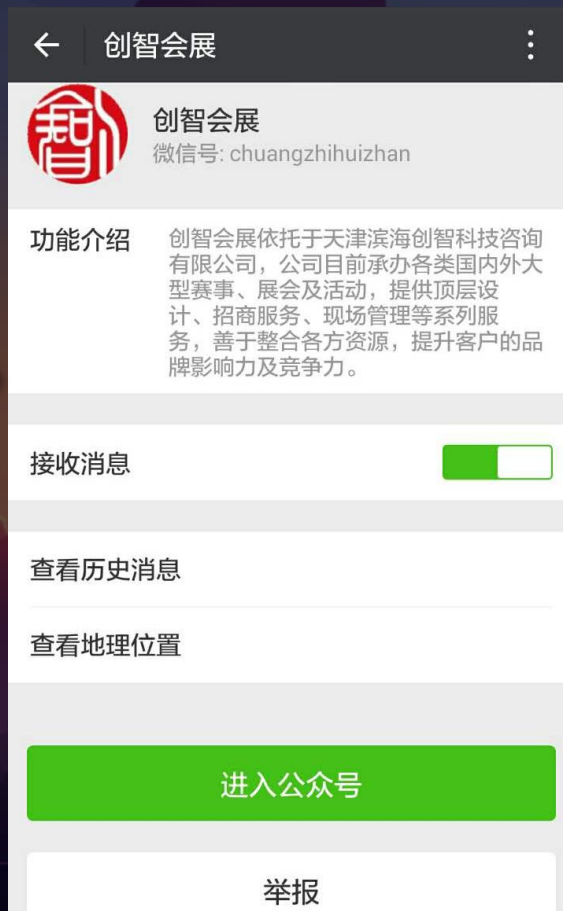 创智会展
创智会展
微信号: chuangzhihuizhan
功能介绍
创智会展依托于天津滨海创智科技咨询
有限公司，公司目前承办各类国内外大
型赛事、展会及活动，提供顶层设
计、招商服务、现场管理等系列服
务，善于整合各方资源，提升客户的品
牌影响力及竞争力。
接收消息
查看历史消息
查看地理位置
进入公众号
举报